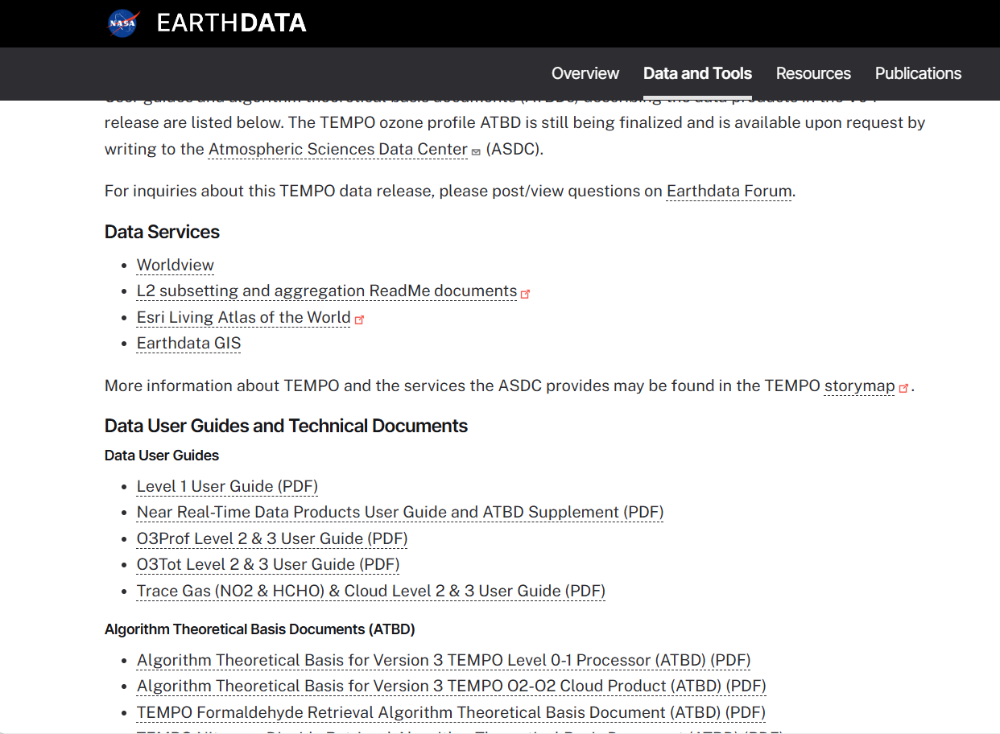 NASA EARTHDATA
Overview Data and Tools Resources Publications
release are listed below. The TEMPO ozone profile ATBD is still being finalized and is available upon request by
writing to the Atmospheric Sciences Data Center (ASDC).
For inquiries about this TEMPO data release, please post/view questions on Earthdata Forum.
Data Services
• Worldview
• L2 subsetting and aggregation ReadMe documents
• Esri Living Atlas of the World
• Earthdata GIS
More information about TEMPO and the services the ASDC provides may be found in the TEMPO storymap .
Data User Guides and Technical Documents
Data User Guides
• Level 1 User Guide (PDF)
• Near Real-Time Data Products User Guide and ATBD Supplement (PDF)
• O3Prof Level 2 & 3 User Guide (PDF)
• O3Tot Level 2 & 3 User Guide (PDF)
• Trace Gas (NO2 & HCHO) & Cloud Level 2 & 3 User Guide (PDF)
Algorithm Theoretical Basis Documents (ATBD)
• Algorithm Theoretical Basis for Version 3 TEMPO Level 0-1 Processor (ATBD) (PDF)
• Algorithm Theoretical Basis for Version 3 TEMPO O2-O2 Cloud Product (ATBD) (PDF)
• TEMPO Formaldehyde Retrieval Algorithm Theoretical Basis Document (ATBD) (PDF)